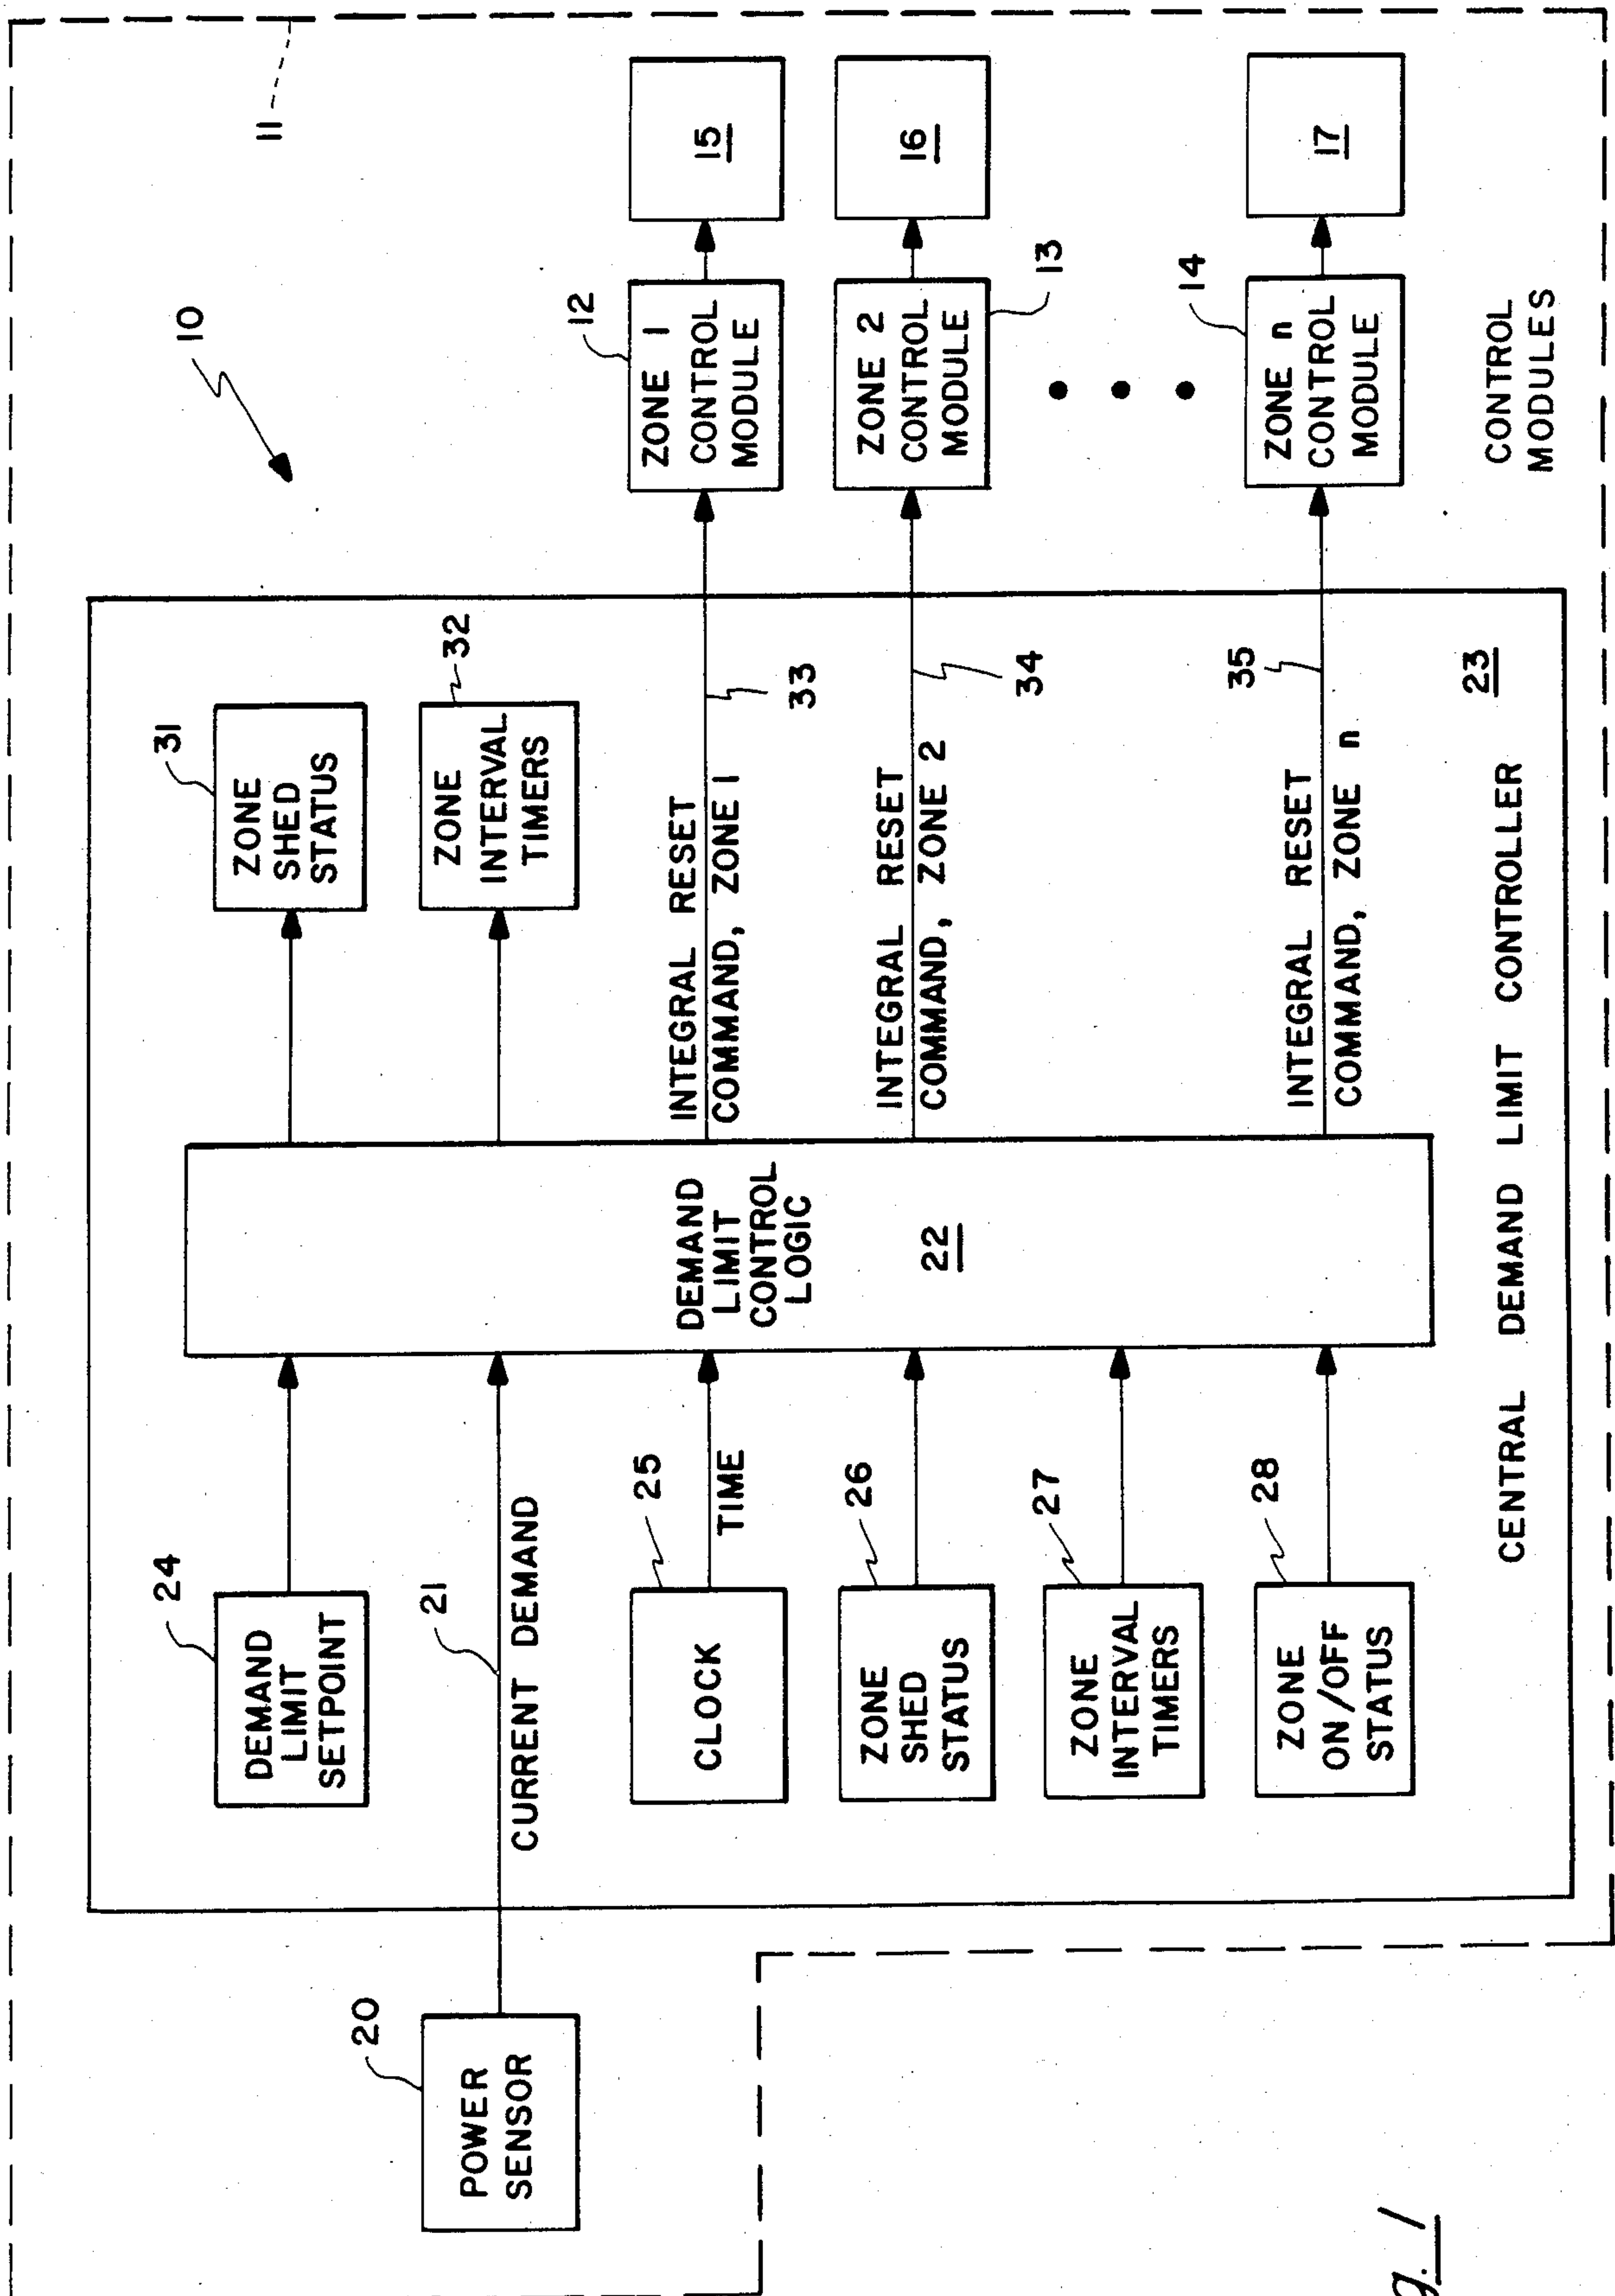 11
10
20
POWER
SENSOR
21
CURRENT DEMAND
24
DEMAND
LIMIT
SETPOINT
25
CLOCK
TIME
26
ZONE
SHED
STATUS
27
ZONE
INTERVAL
TIMERS
28
ZONE
ON/OFF
STATUS
DEMAND
LIMIT
CONTROL
LOGIC
22
31
ZONE
SHED
STATUS
32
ZONE
INTERVAL
TIMERS
INTEGRAL RESET
COMMAND, ZONE 1
33
INTEGRAL RESET
COMMAND, ZONE 2
34
INTEGRAL RESET
COMMAND, ZONE n
35
23
CENTRAL DEMAND LIMIT CONTROLLER
12
ZONE 1
CONTROL
MODULE
15
ZONE 2
CONTROL
MODULE
13
16
14
ZONE n
CONTROL
MODULE
17
CONTROL
MODULES
1